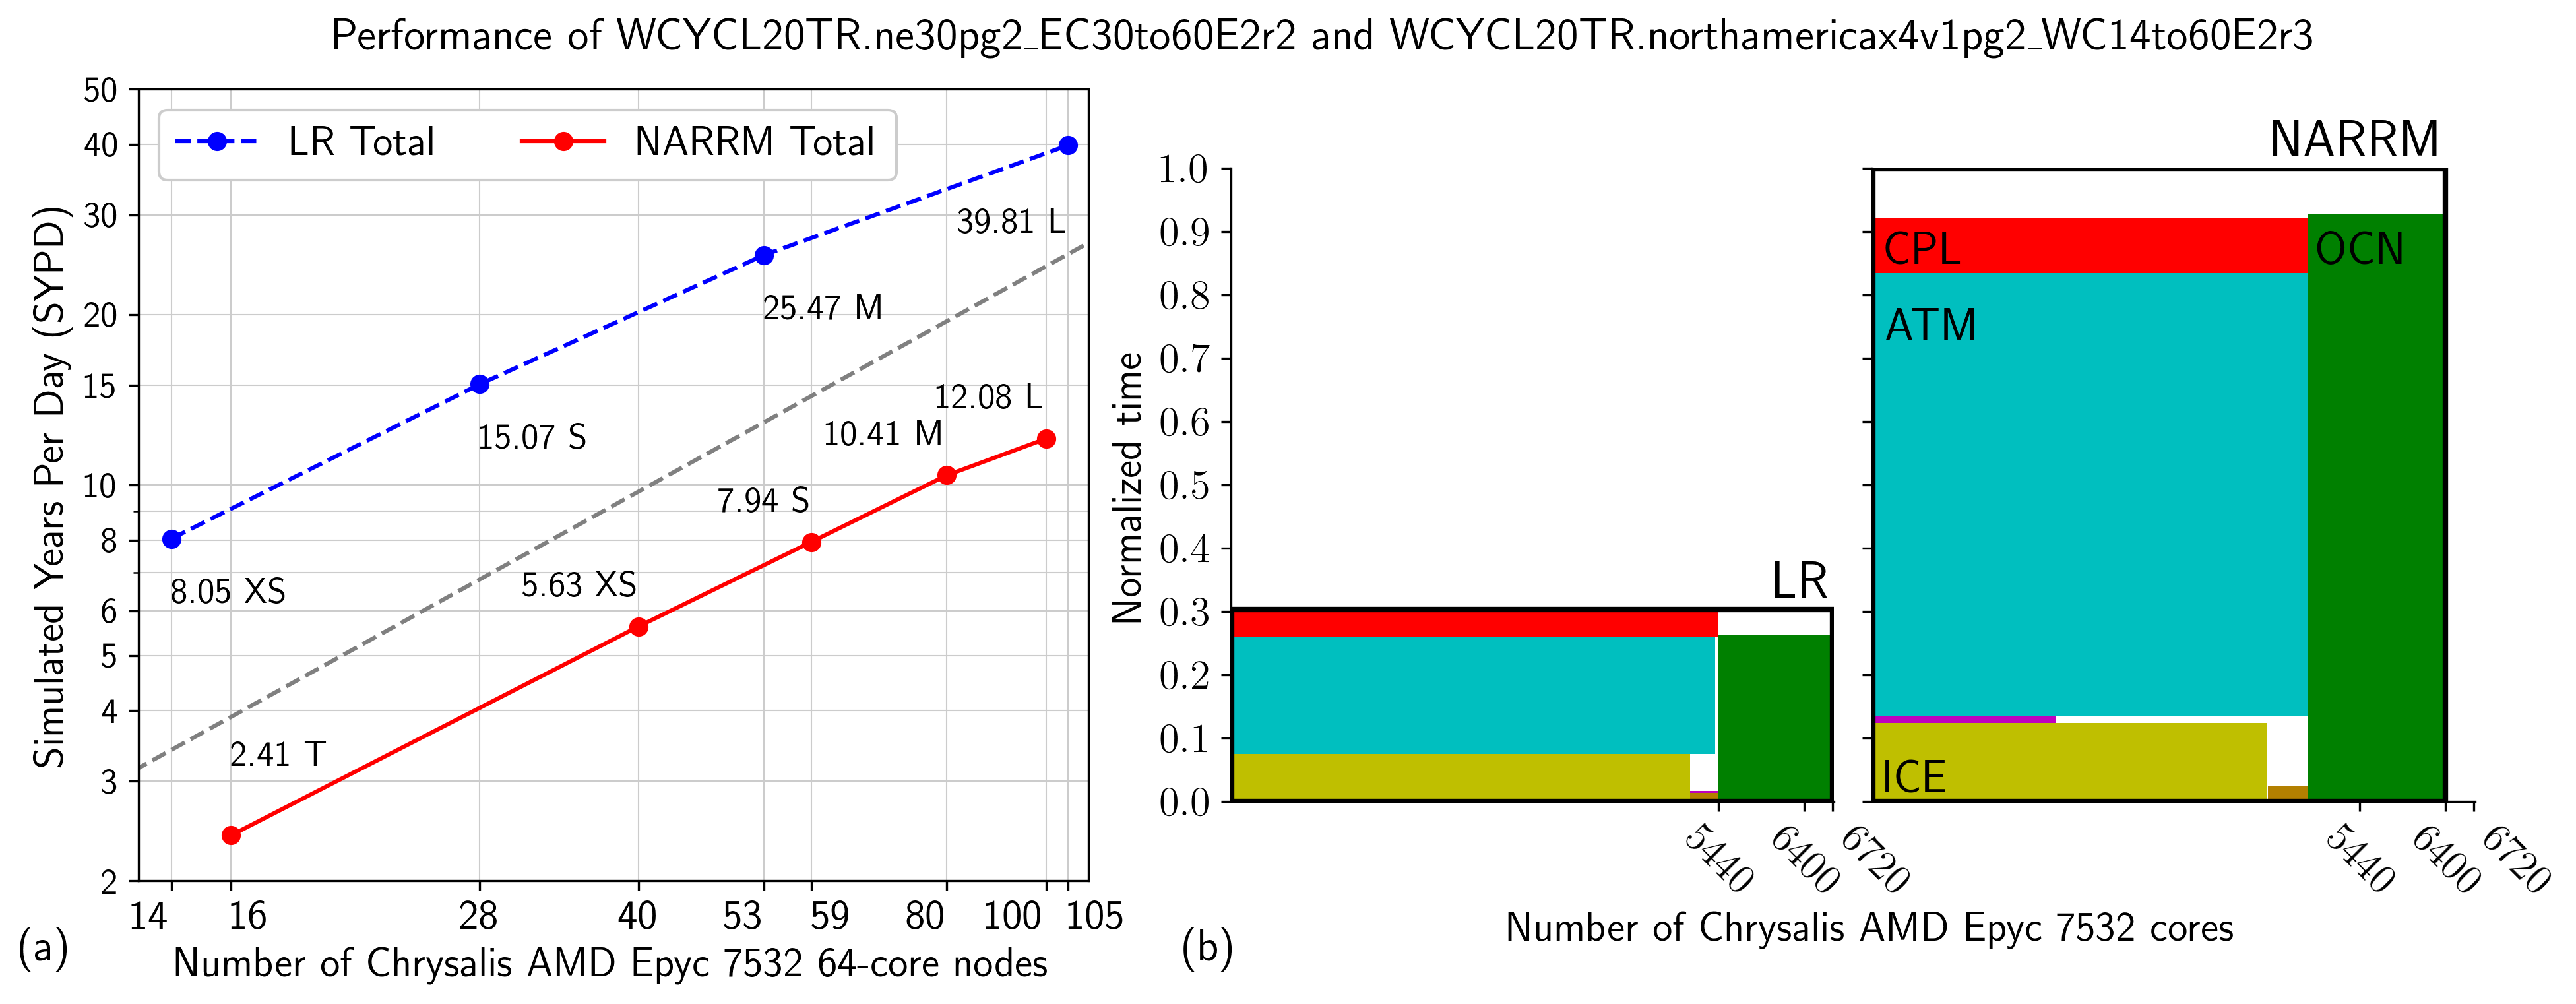 Performance of WCYCL20TR.ne30pg2_EC30to60E2r2 and WCYCL20TR.northamericax4v1pg2_WC14to60E2r3
50
40
30
20
15
10
8
6
5
4
3
2
Simulated Years Per Day (SYPD)
LR Total
NARRM Total
39.81 L
25.47 M
12.08 L
15.07 S
10.41 M
7.94 S
8.05 XS
5.63 XS
2.41 T
14 16 28 40 53 59 80 100 105
Number of Chrysalis AMD Epyc 7532 64-core nodes
(a)
1.0
0.9
0.8
0.7
0.6
0.5
0.4
0.3
0.2
0.1
0.0
Normalized time
LR
5440 6400 6720
NARRM
CPL
OCN
ATM
ICE
5440 6400 6720
Number of Chrysalis AMD Epyc 7532 cores
(b)